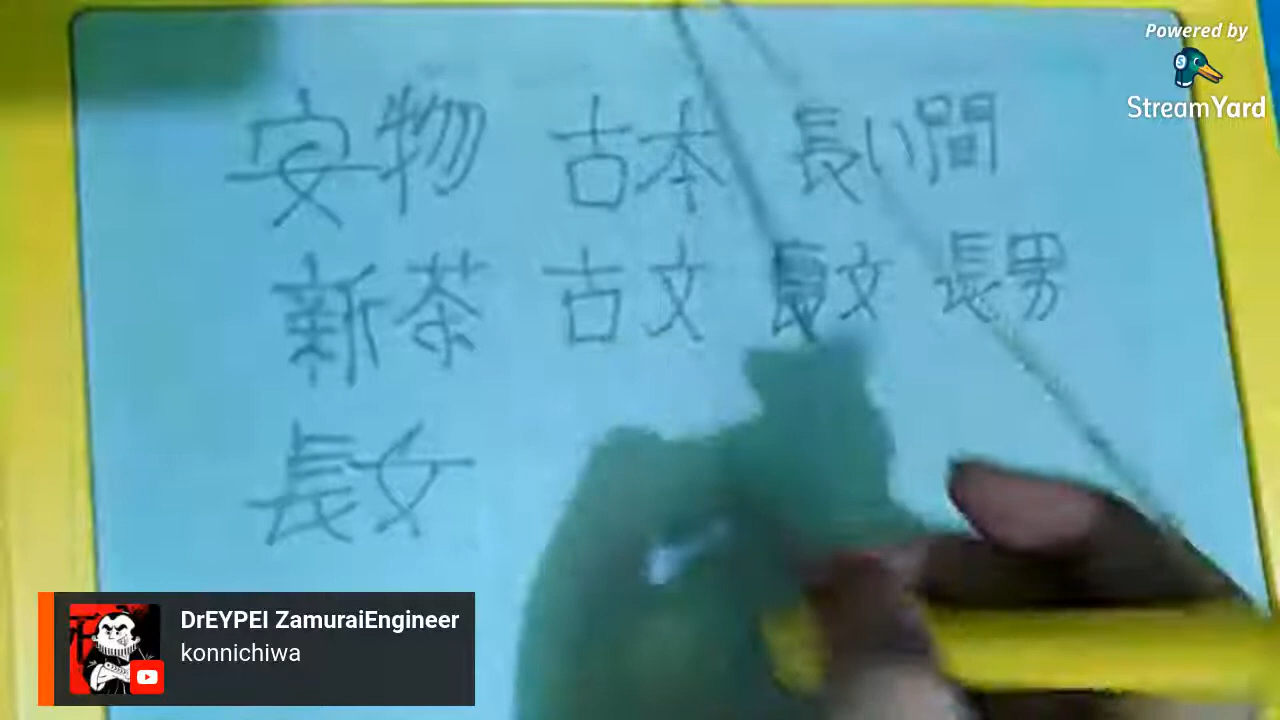 Powered by
StreamYard
安物 古本 長い間
新茶 古文 長文 長男
長女
DrEYPEI ZamuraiEngineer
konnichiwa